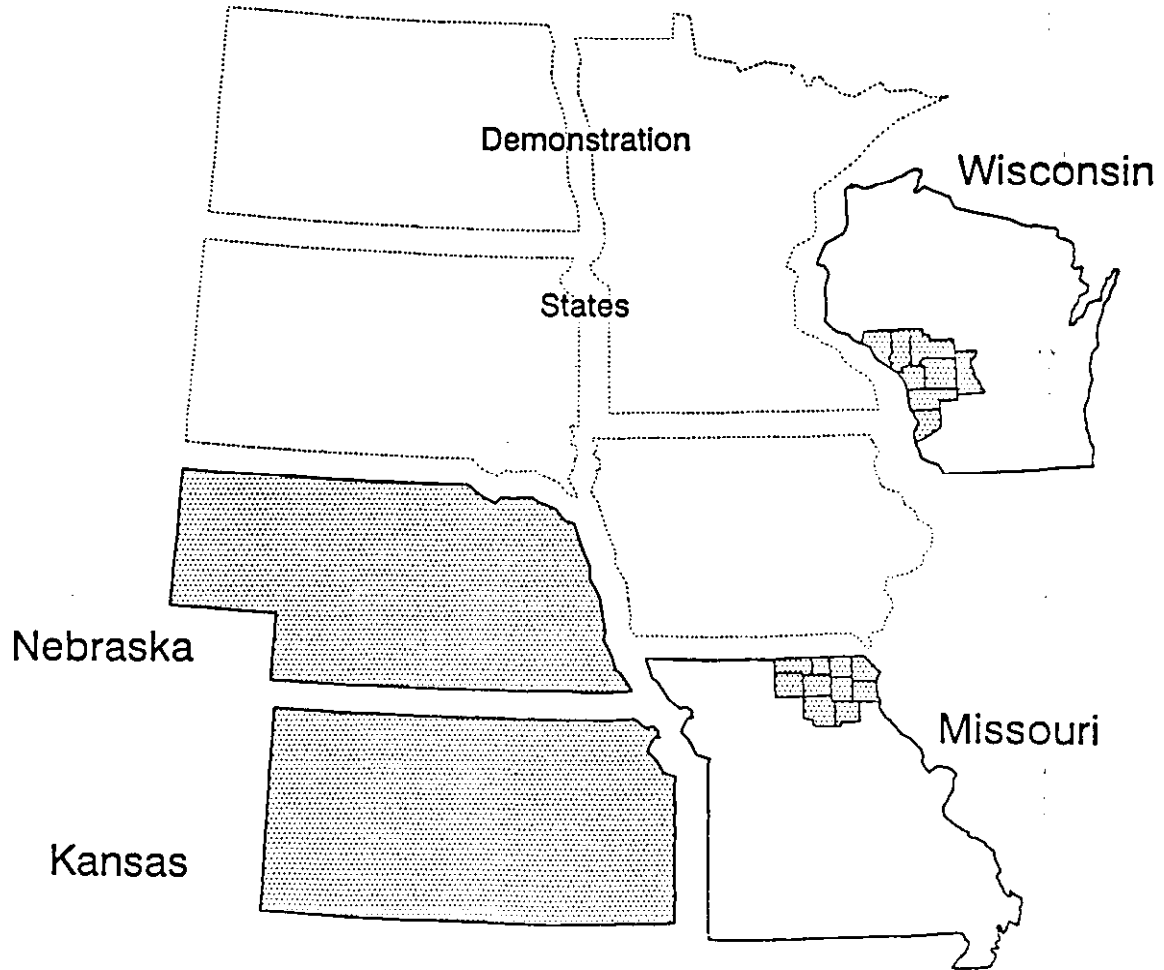 Demonstration
Wisconsin
States
Nebraska
Missouri
Kansas